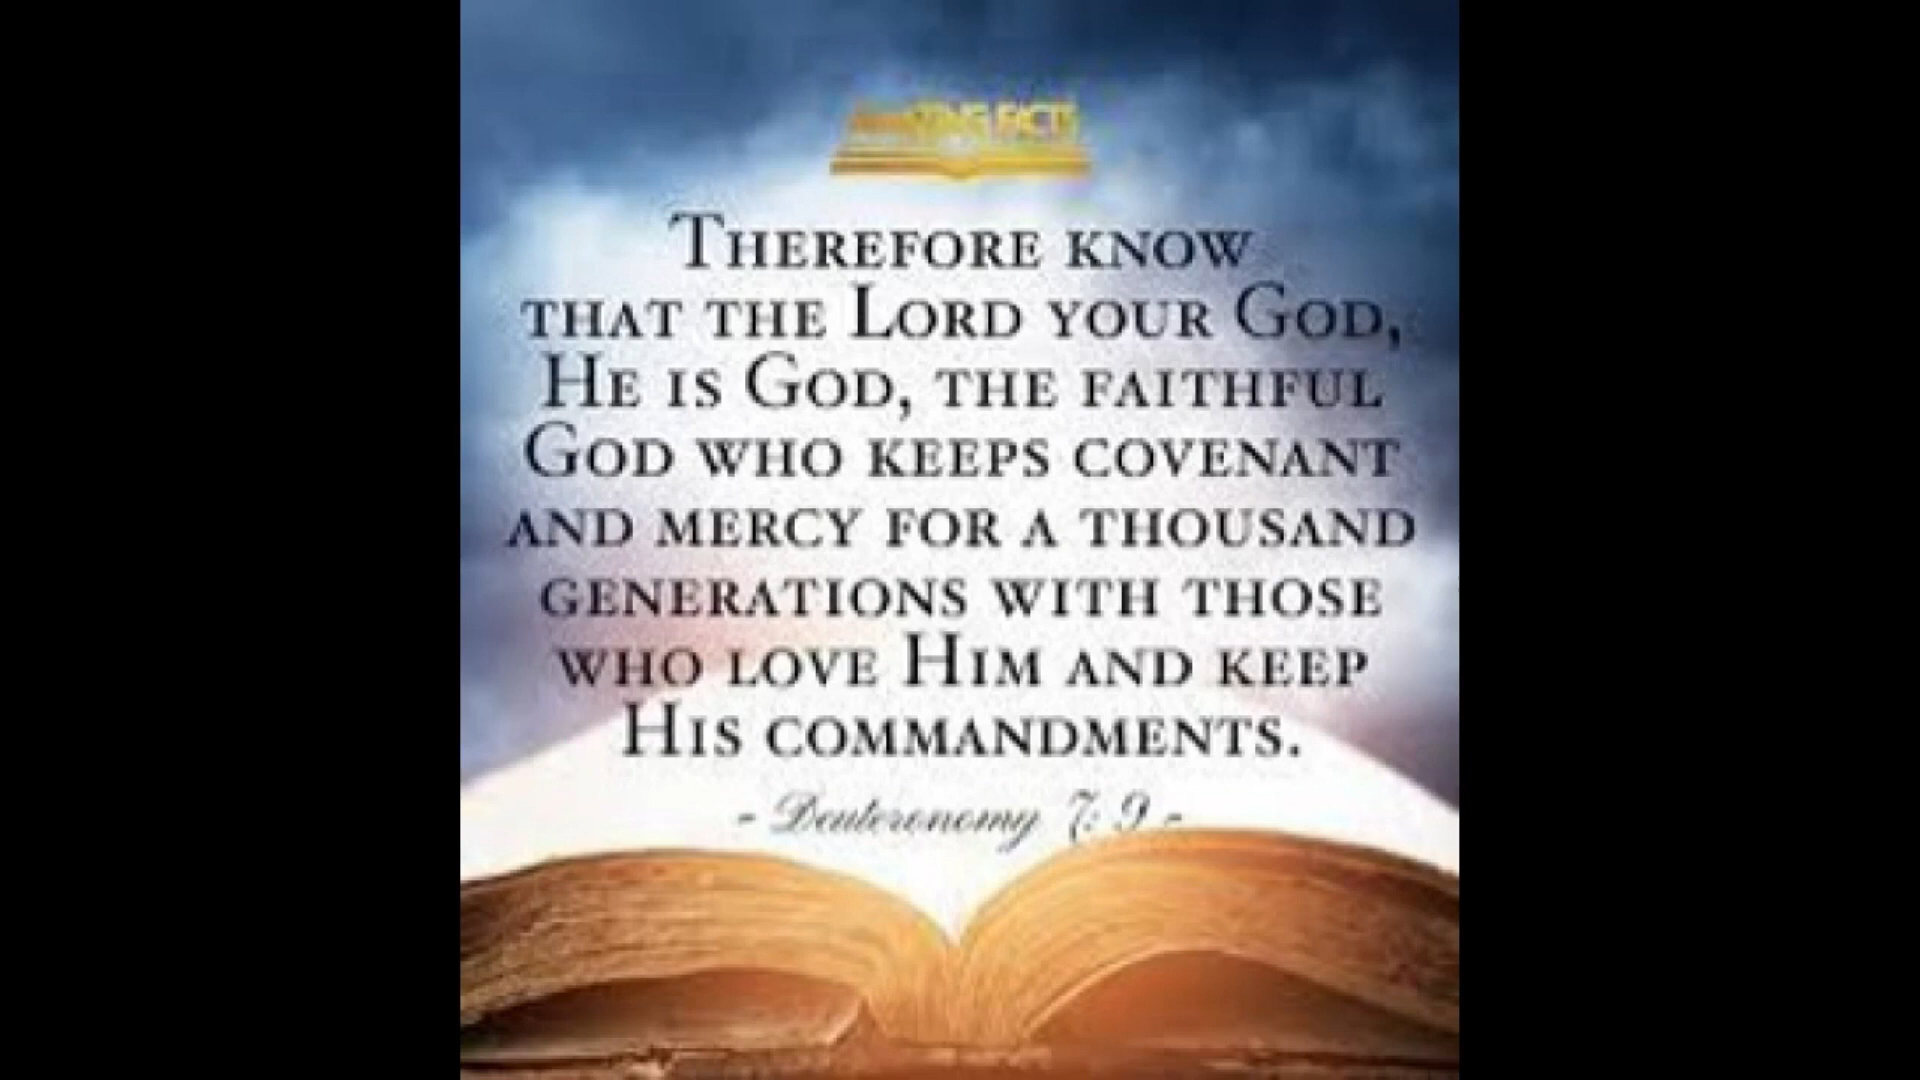 Therefore know
that the Lord your God,
He is God, the faithful
God who keeps covenant
and mercy for a thousand
generations with those
who love Him and keep
His commandments.
- Deuteronomy 7:9 -